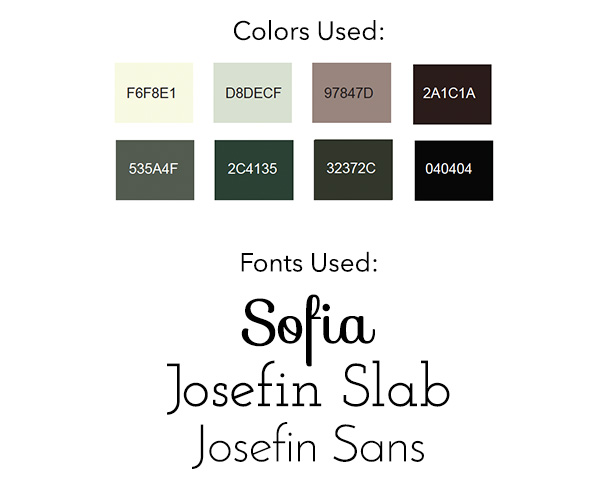 Colors Used:
F6F8E1 D8DECF 97847D 2A1C1A
535A4F 2C4135 32372C 040404
Fonts Used:
Sofia
Josefin Slab
Josefin Sans